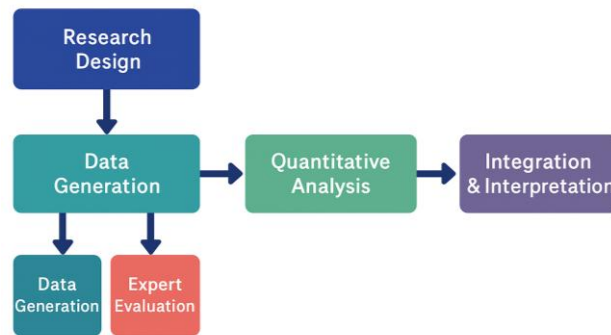 Research
Design
Data
Generation
Quantitative
Analysis
Integration
& Interpretation
Data
Generation
Expert
Evaluation